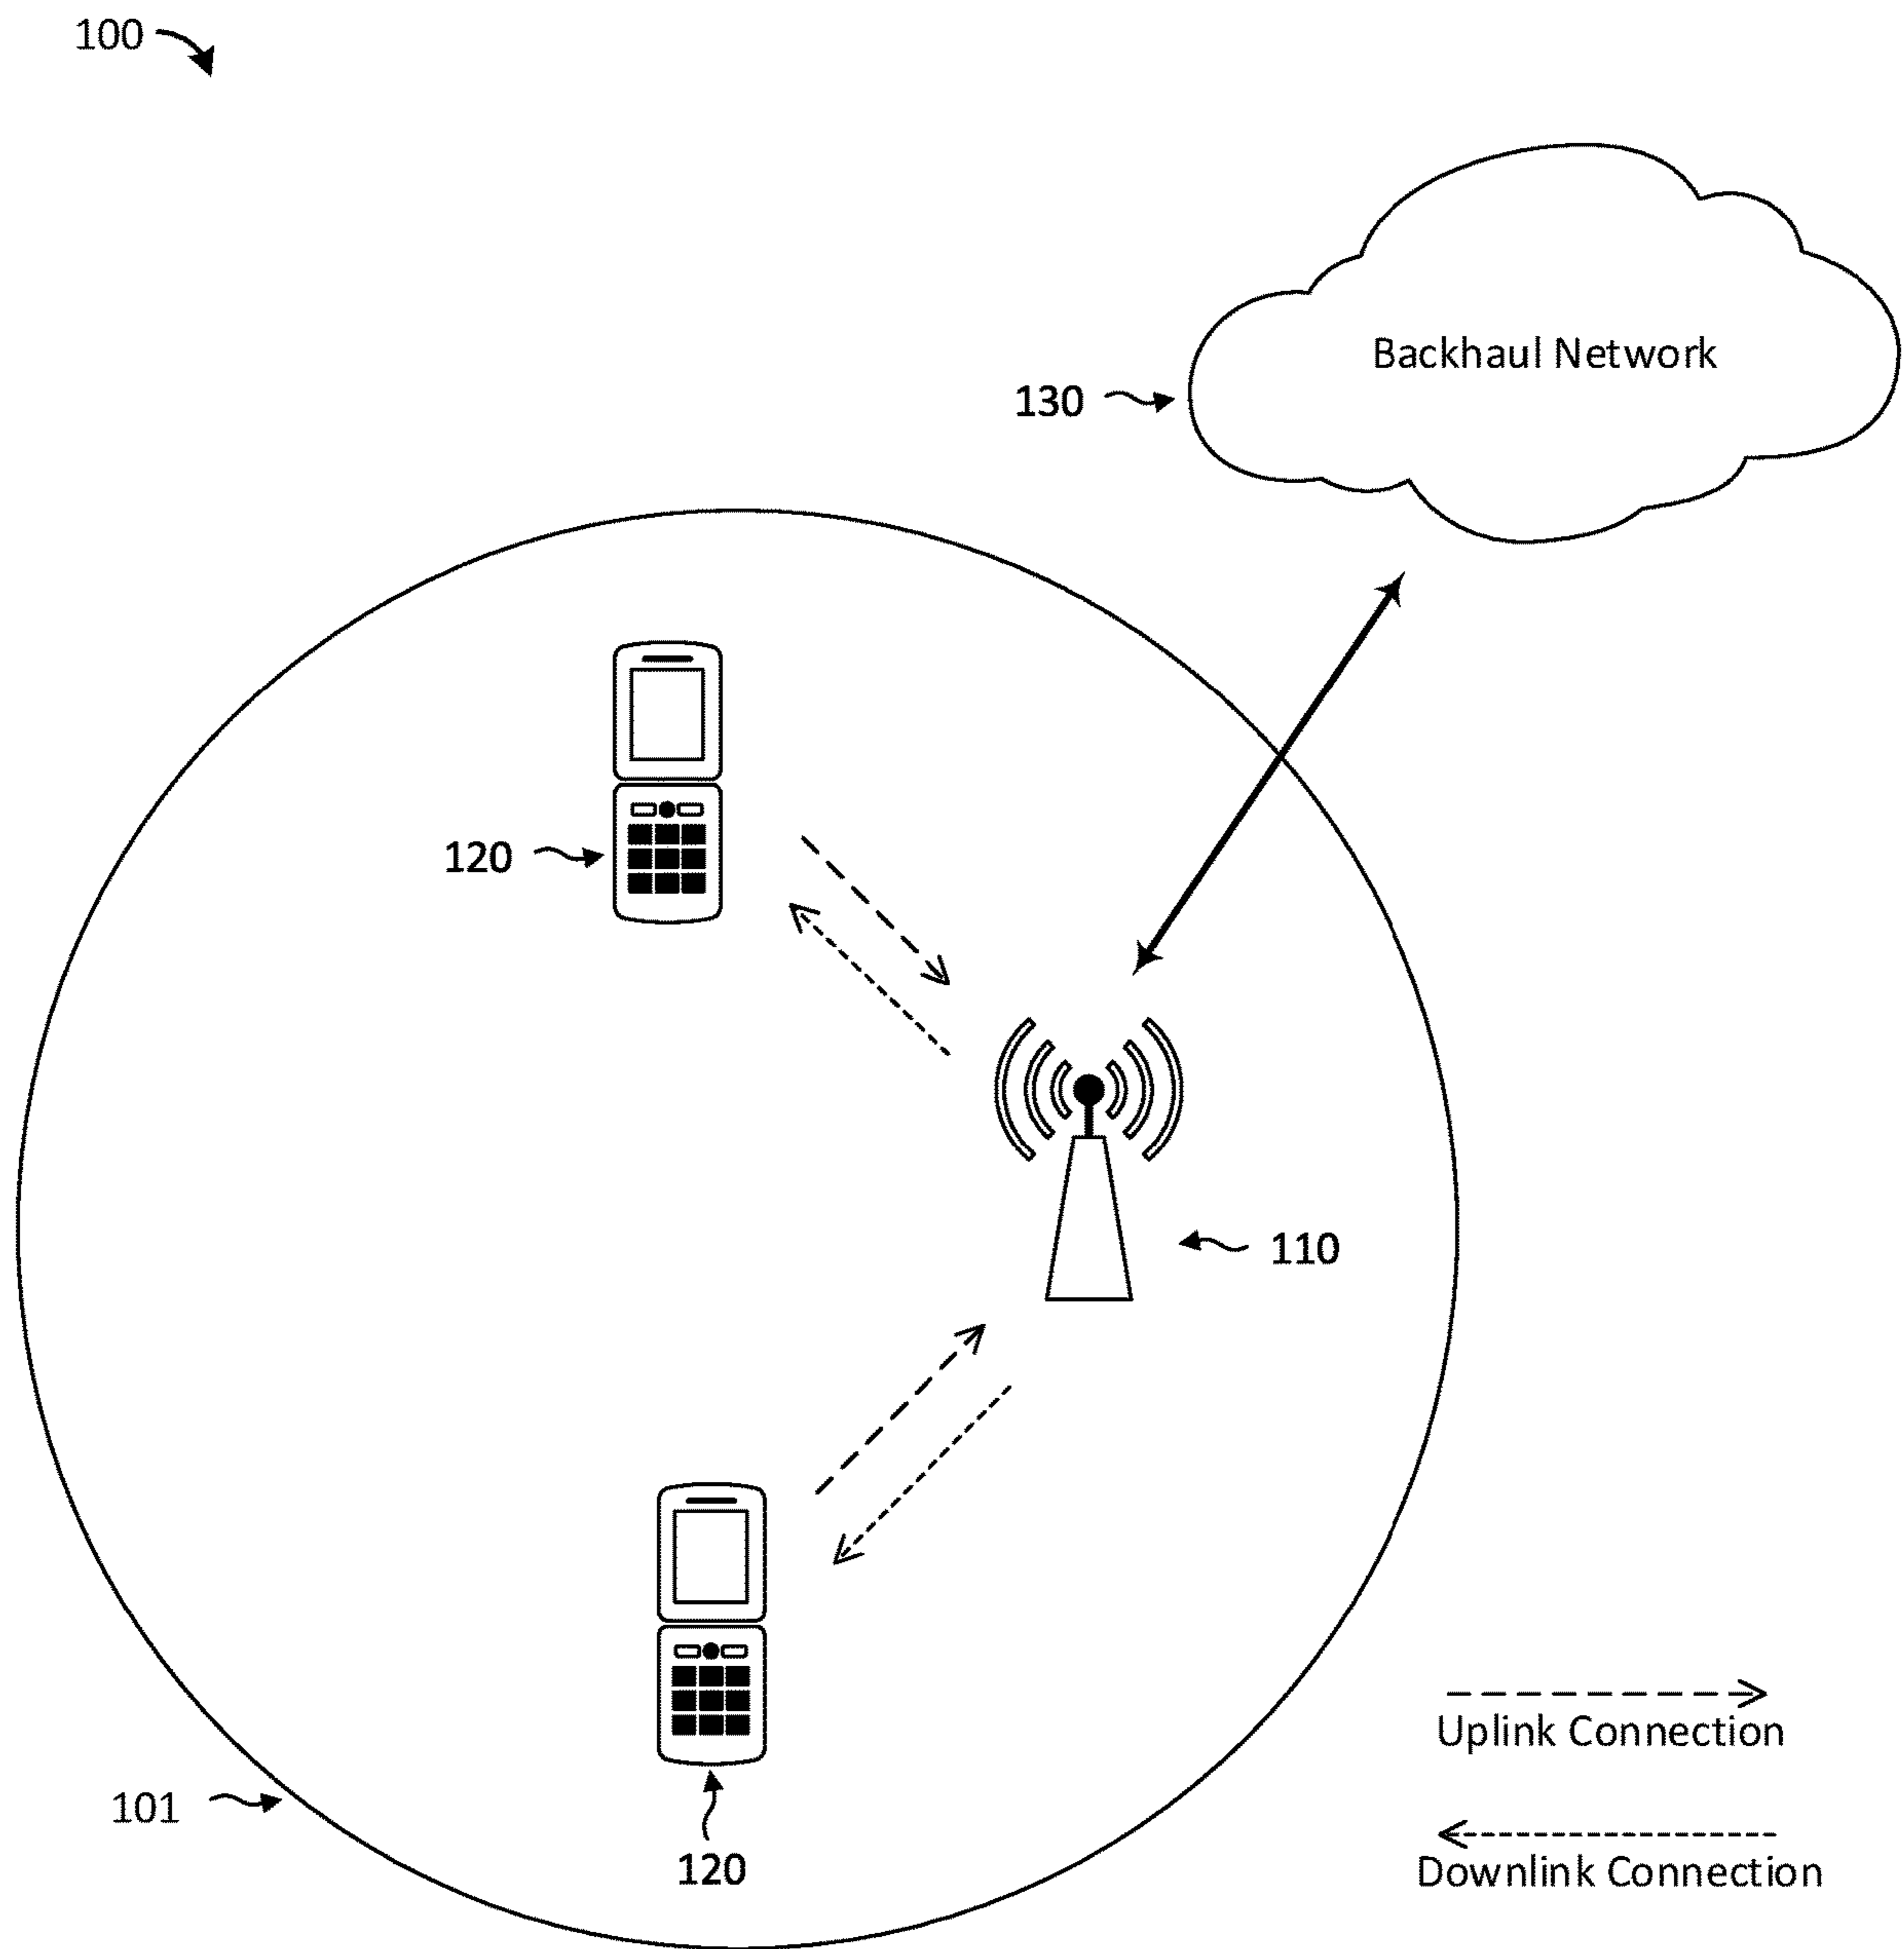 100
Backhaul Network
130
120
110
Uplink Connection
101
120
Downlink Connection